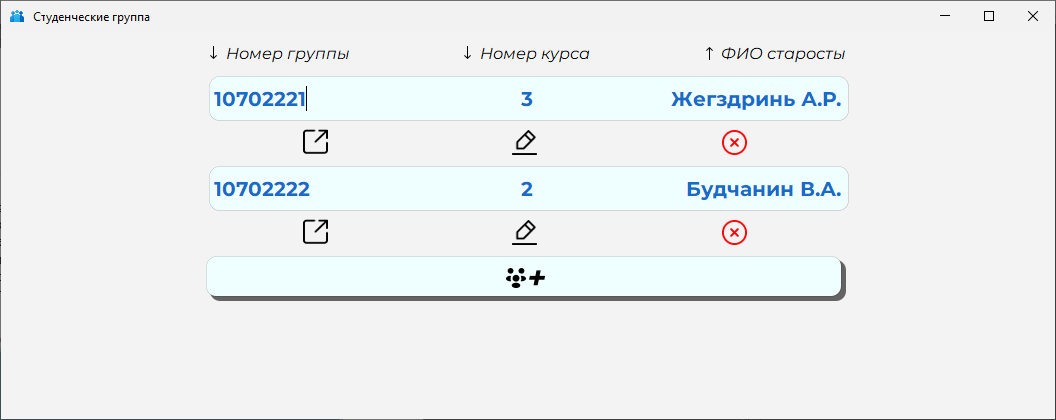 Студенческие группа
↓ Номер группы ↓ Номер курса ↑ ФИО старосты
10702221 3 Жегздринь А.Р.
10702222 2 Будчанин В.А.